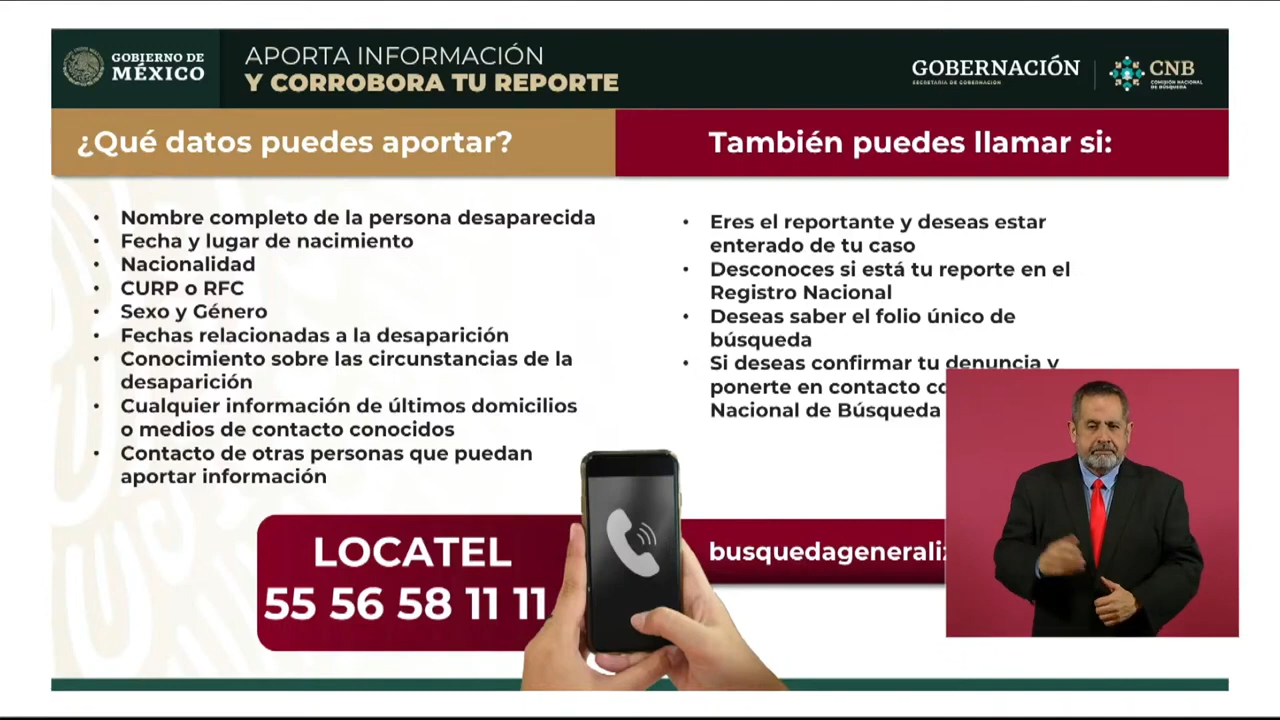 GOBIERNO DE
MÉXICO
APORTA INFORMACIÓN
Y CORROBORA TU REPORTE
GOBERNACIÓN
SECRETARÍA DE GOBERNACIÓN
CNB
COMISIÓN NACIONAL
DE BÚSQUEDA
¿Qué datos puedes aportar?
• Nombre completo de la persona desaparecida
• Fecha y lugar de nacimiento
• Nacionalidad
• CURP o RFC
• Sexo y Género
• Fechas relacionadas a la desaparición
• Conocimiento sobre las circunstancias de la
desaparición
• Cualquier información de últimos domicilios
o medios de contacto conocidos
• Contacto de otras personas que puedan
aportar información
También puedes llamar si:
• Eres el reportante y deseas estar
enterado de tu caso
• Desconoces si está tu reporte en el
Registro Nacional
• Deseas saber el folio único de
búsqueda
• Si deseas confirmar tu denuncia y
ponerte en contacto
Nacional de Búsqueda
LOCATEL
55 56 58 11 11